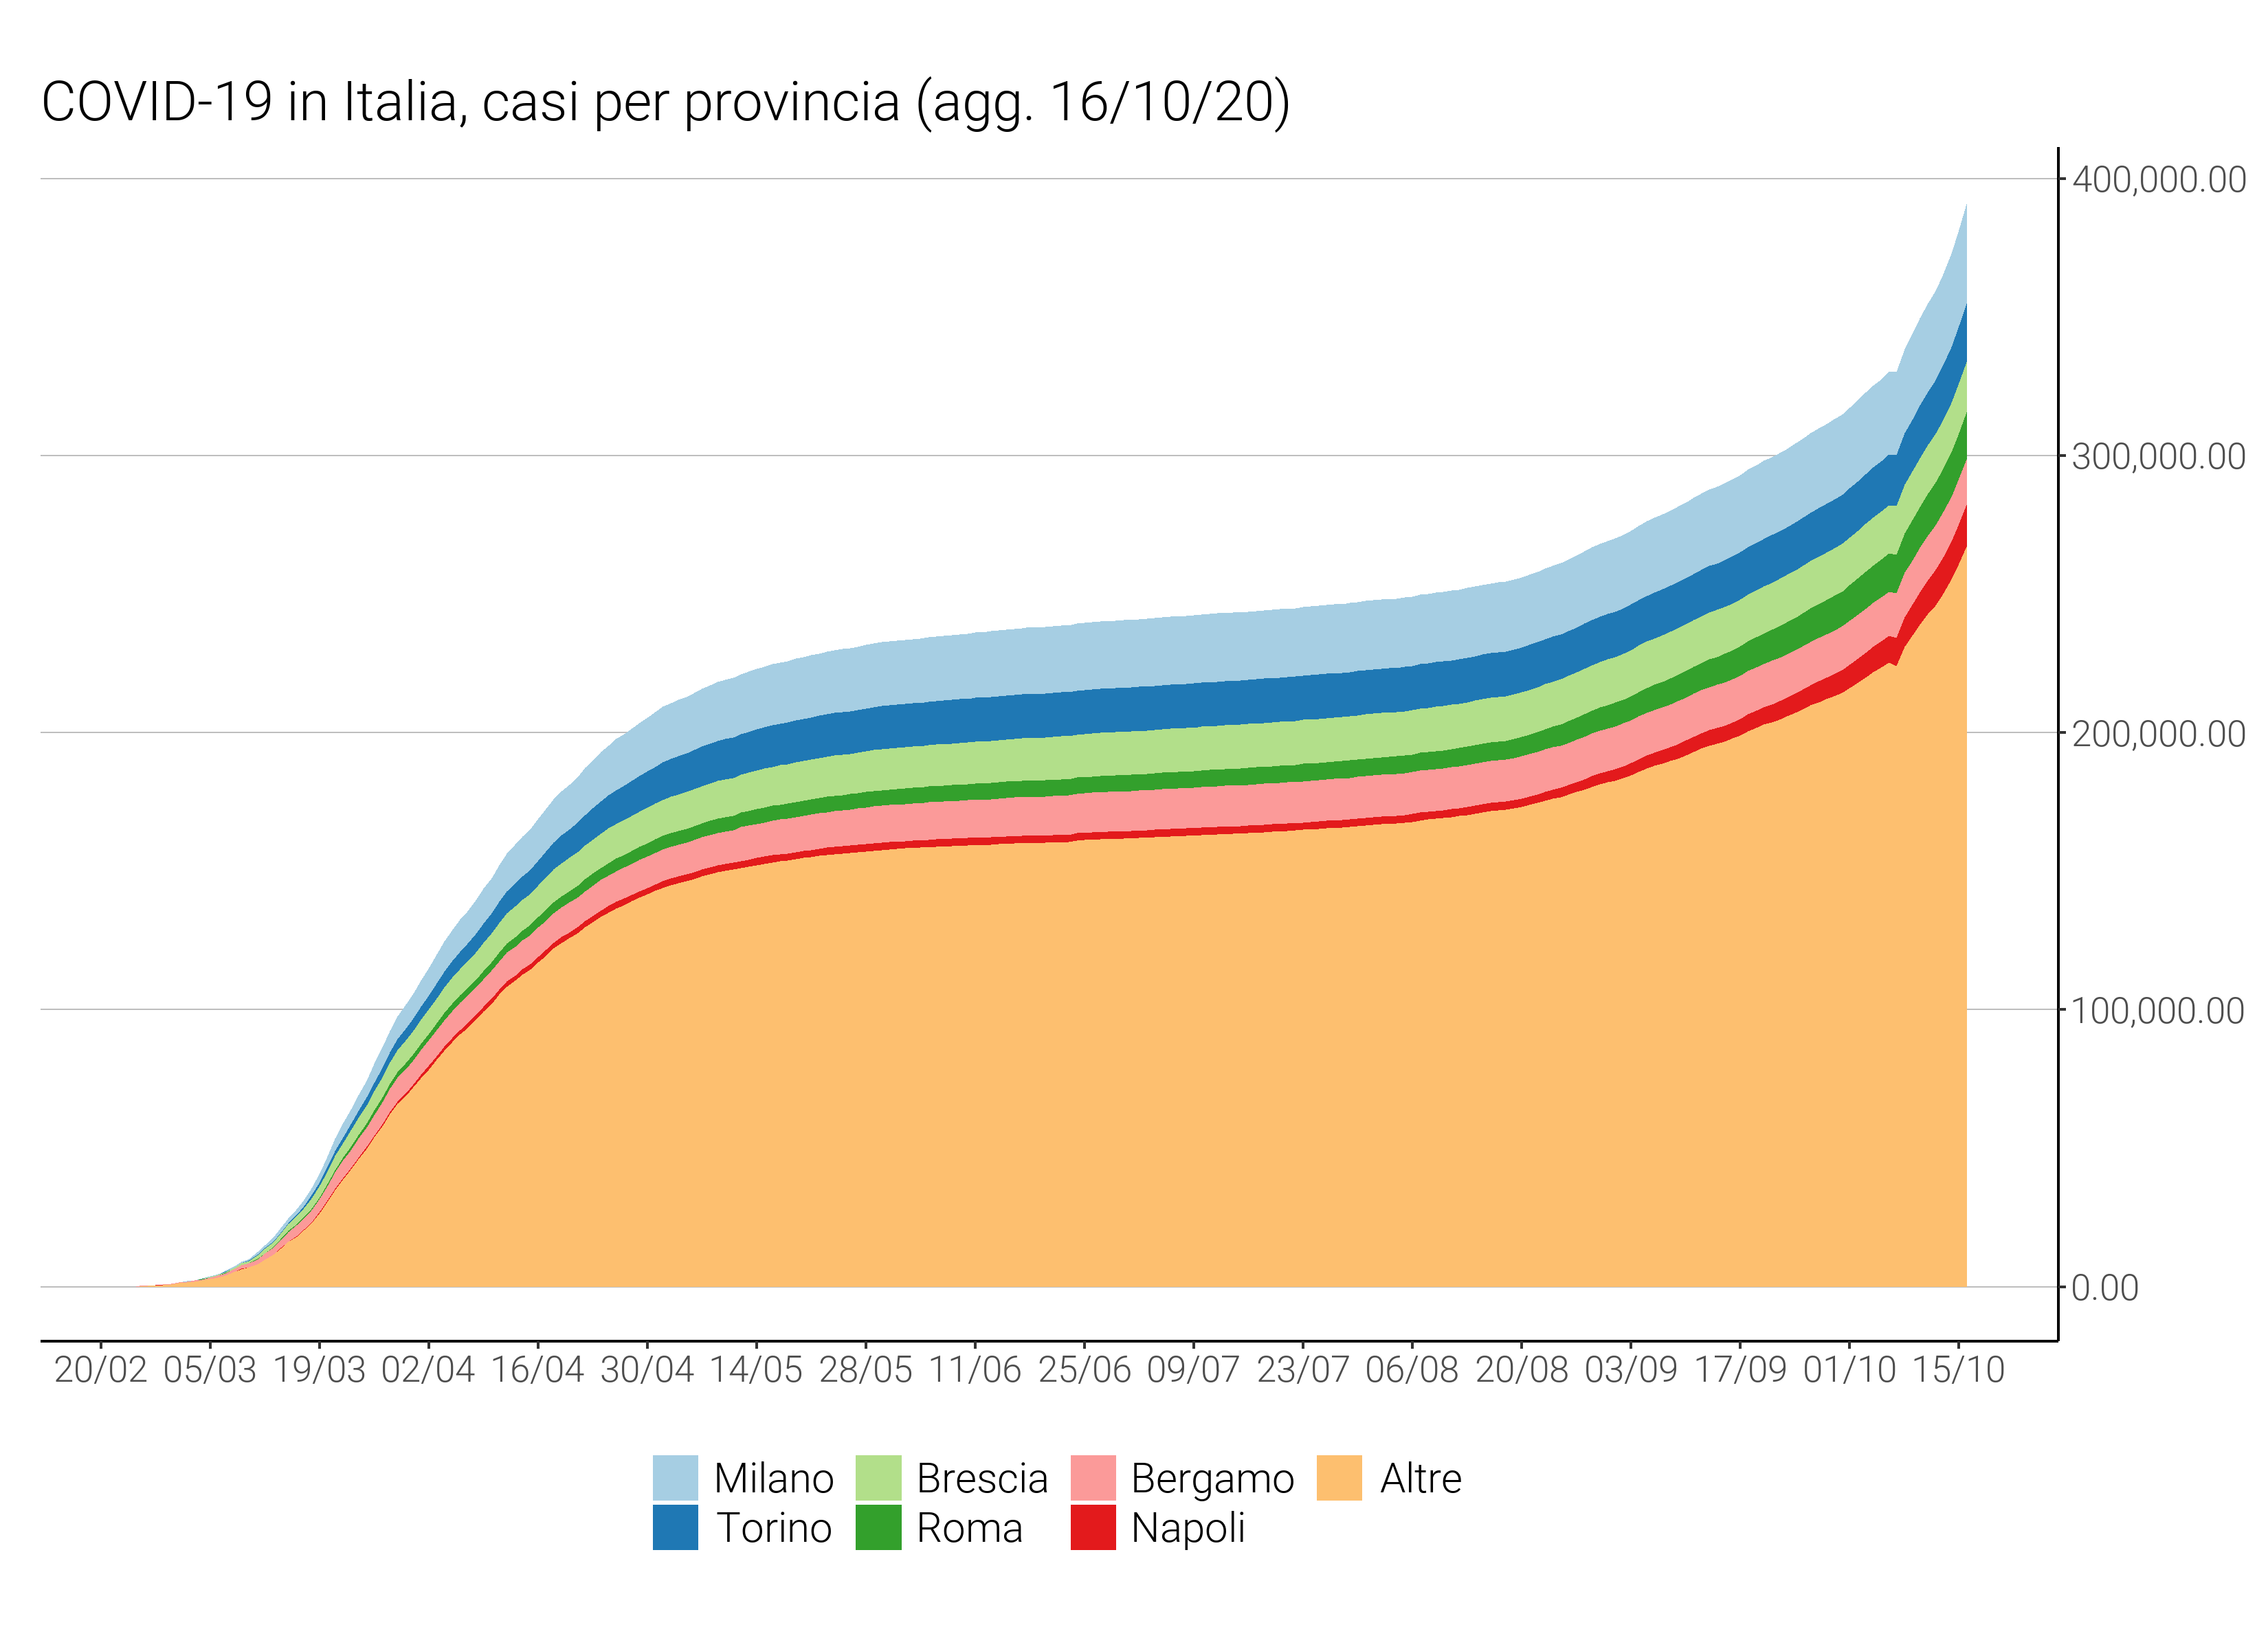 COVID-19 in Italia, casi per provincia (agg. 16/10/20)
400,000.00
300,000.00
200,000.00
100,000.00
0.00
20/02 05/03 19/03 02/04 16/04 30/04 14/05 28/05 11/06 25/06 09/07 23/07 06/08 20/08 03/09 17/09 01/10 15/10
Milano Brescia Bergamo Altre
Torino Roma Napoli